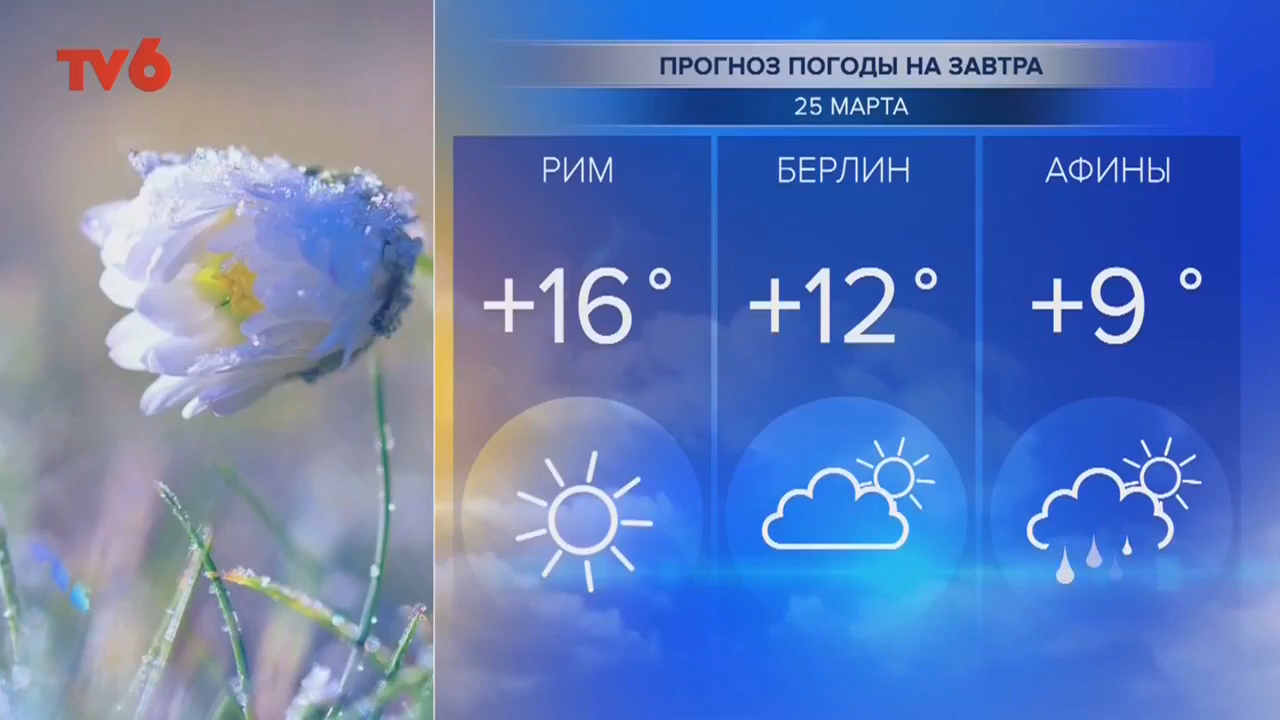 TV6
ПРОГНОЗ ПОГОДЫ НА ЗАВТРА
25 МАРТА
РИМ
БЕРЛИН
АФИНЫ
+16°
+12°
+9°